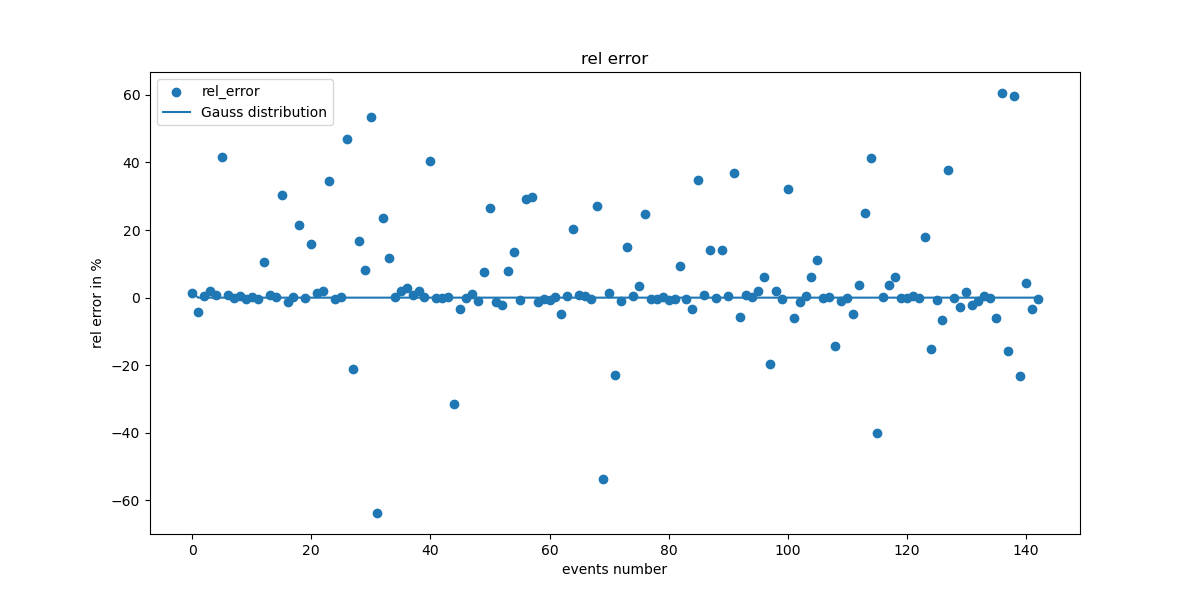 rel error
rel_error
Gauss distribution
rel error in %
60
40
20
0
−20
−40
−60
0 20 40 60 80 100 120 140
events number